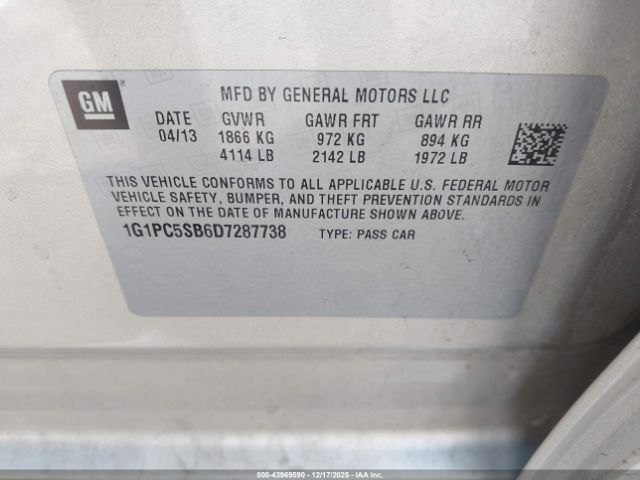 GM
MFD BY GENERAL MOTORS LLC
DATE GVWR GAWR FRT GAWR RR
04/13 1866 KG 972 KG 894 KG
4114 LB 2142 LB 1972 LB
THIS VEHICLE CONFORMS TO ALL APPLICABLE U.S. FEDERAL MOTOR
VEHICLE SAFETY, BUMPER, AND THEFT PREVENTION STANDARDS IN
EFFECT ON THE DATE OF MANUFACTURE SHOWN ABOVE.
1G1PC5SB6D7287738 TYPE: PASS CAR
000-43969590 - 12/17/2025 - IAA, Inc.